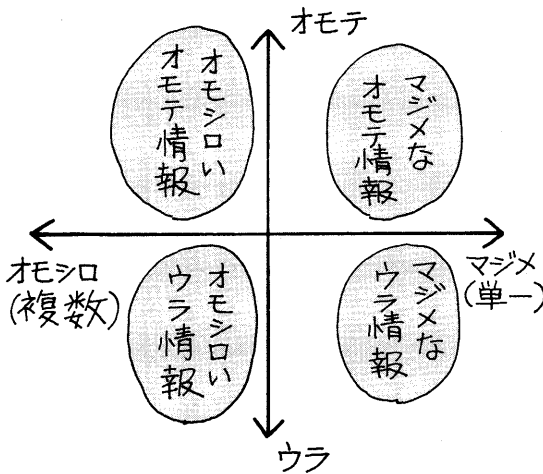 オモテ
オモシロい
オモテ情報
マジメな
オモテ情報
オモシロ
(複数)
マジメ
(単一)
オモシロい
ウラ情報
マジメな
ウラ情報
ウラ